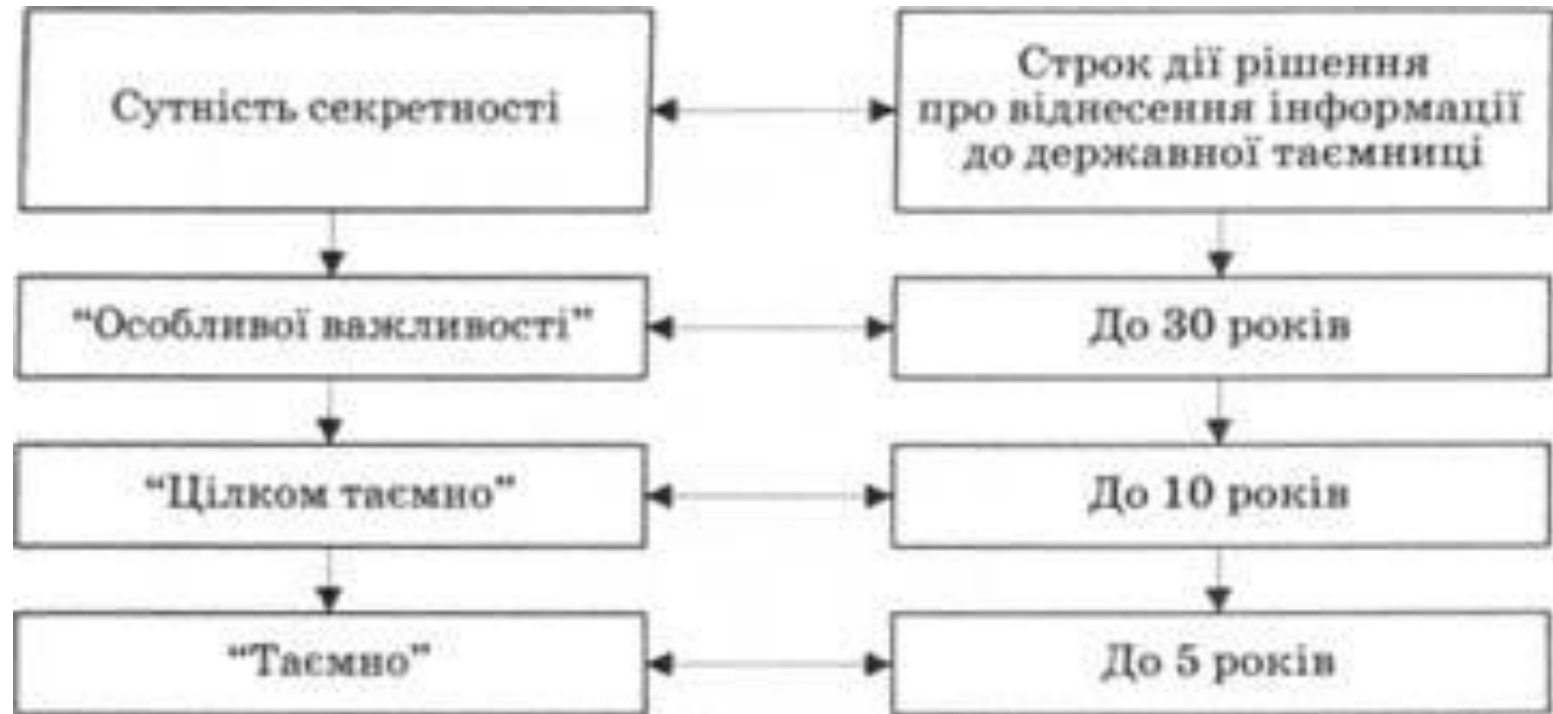 Сутність секретності
Строк дії рішення
про віднесення інформації
до державної таємниці
“Особливої важливості”
До 30 років
“Цілком таємно”
До 10 років
“Таємно”
До 5 років